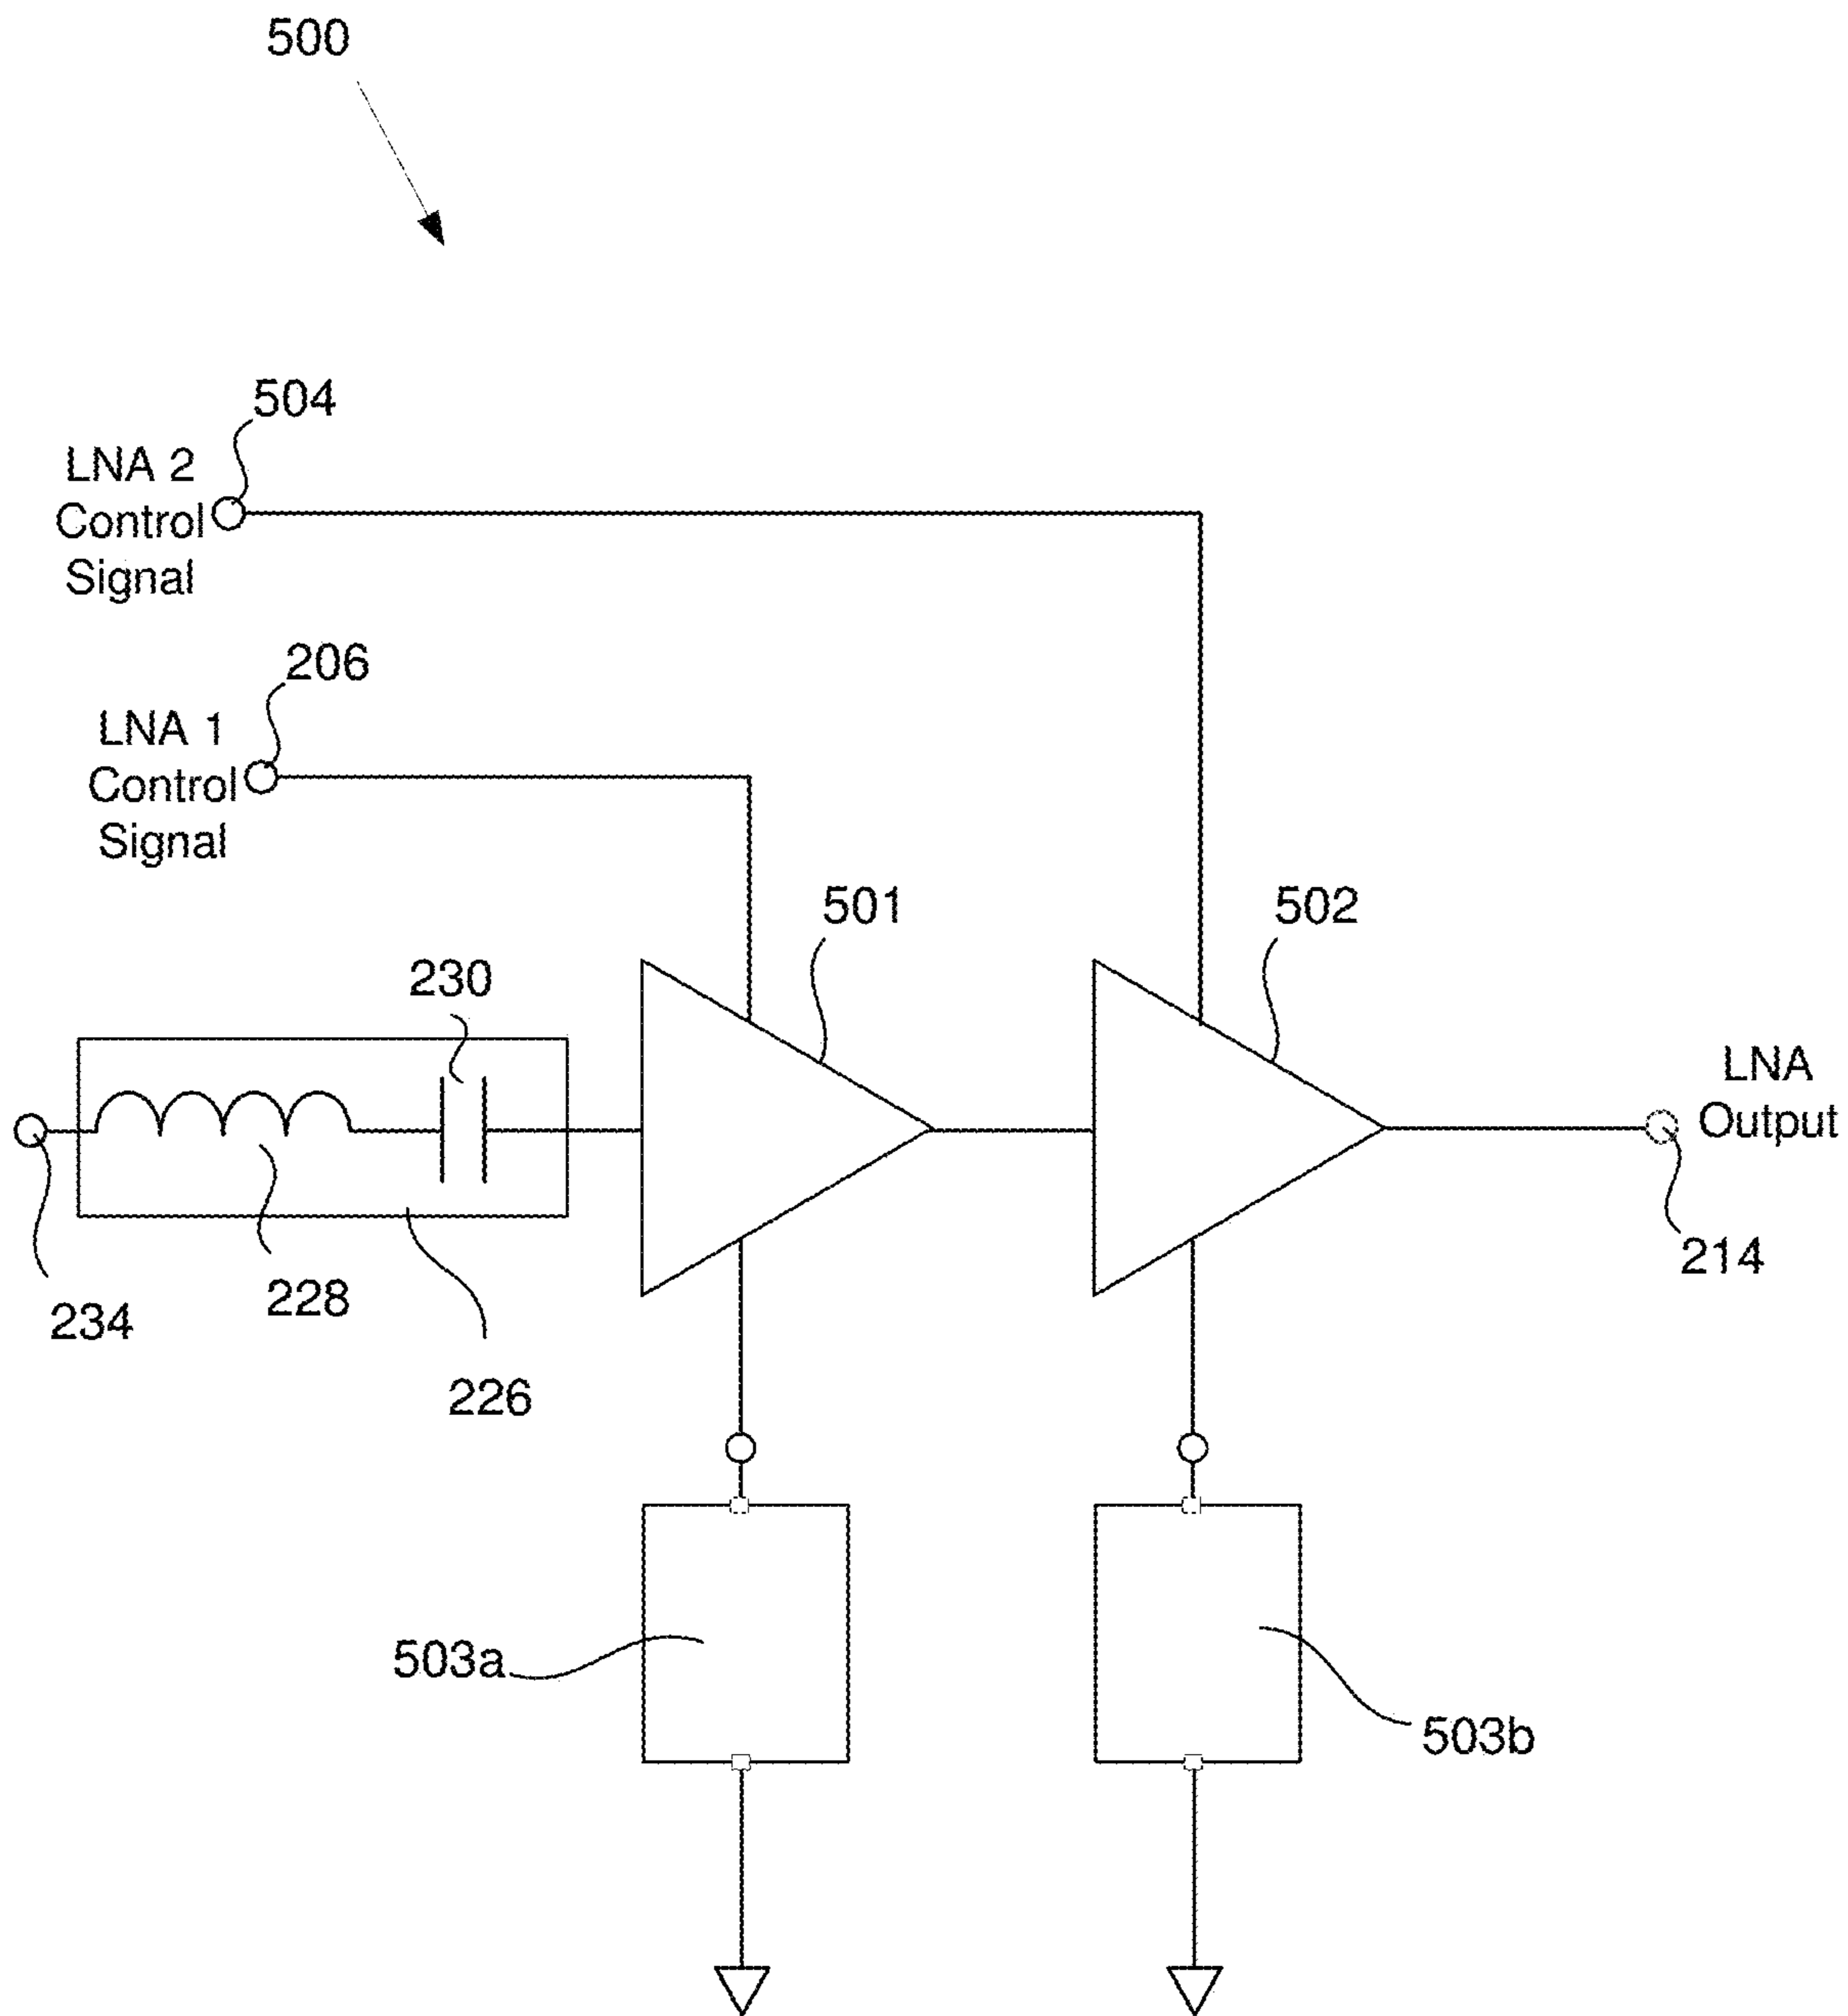 500
504
LNA 2
Control
Signal
206
LNA 1
Control
Signal
501
502
230
LNA
Output
214
228
234
226
503a
503b